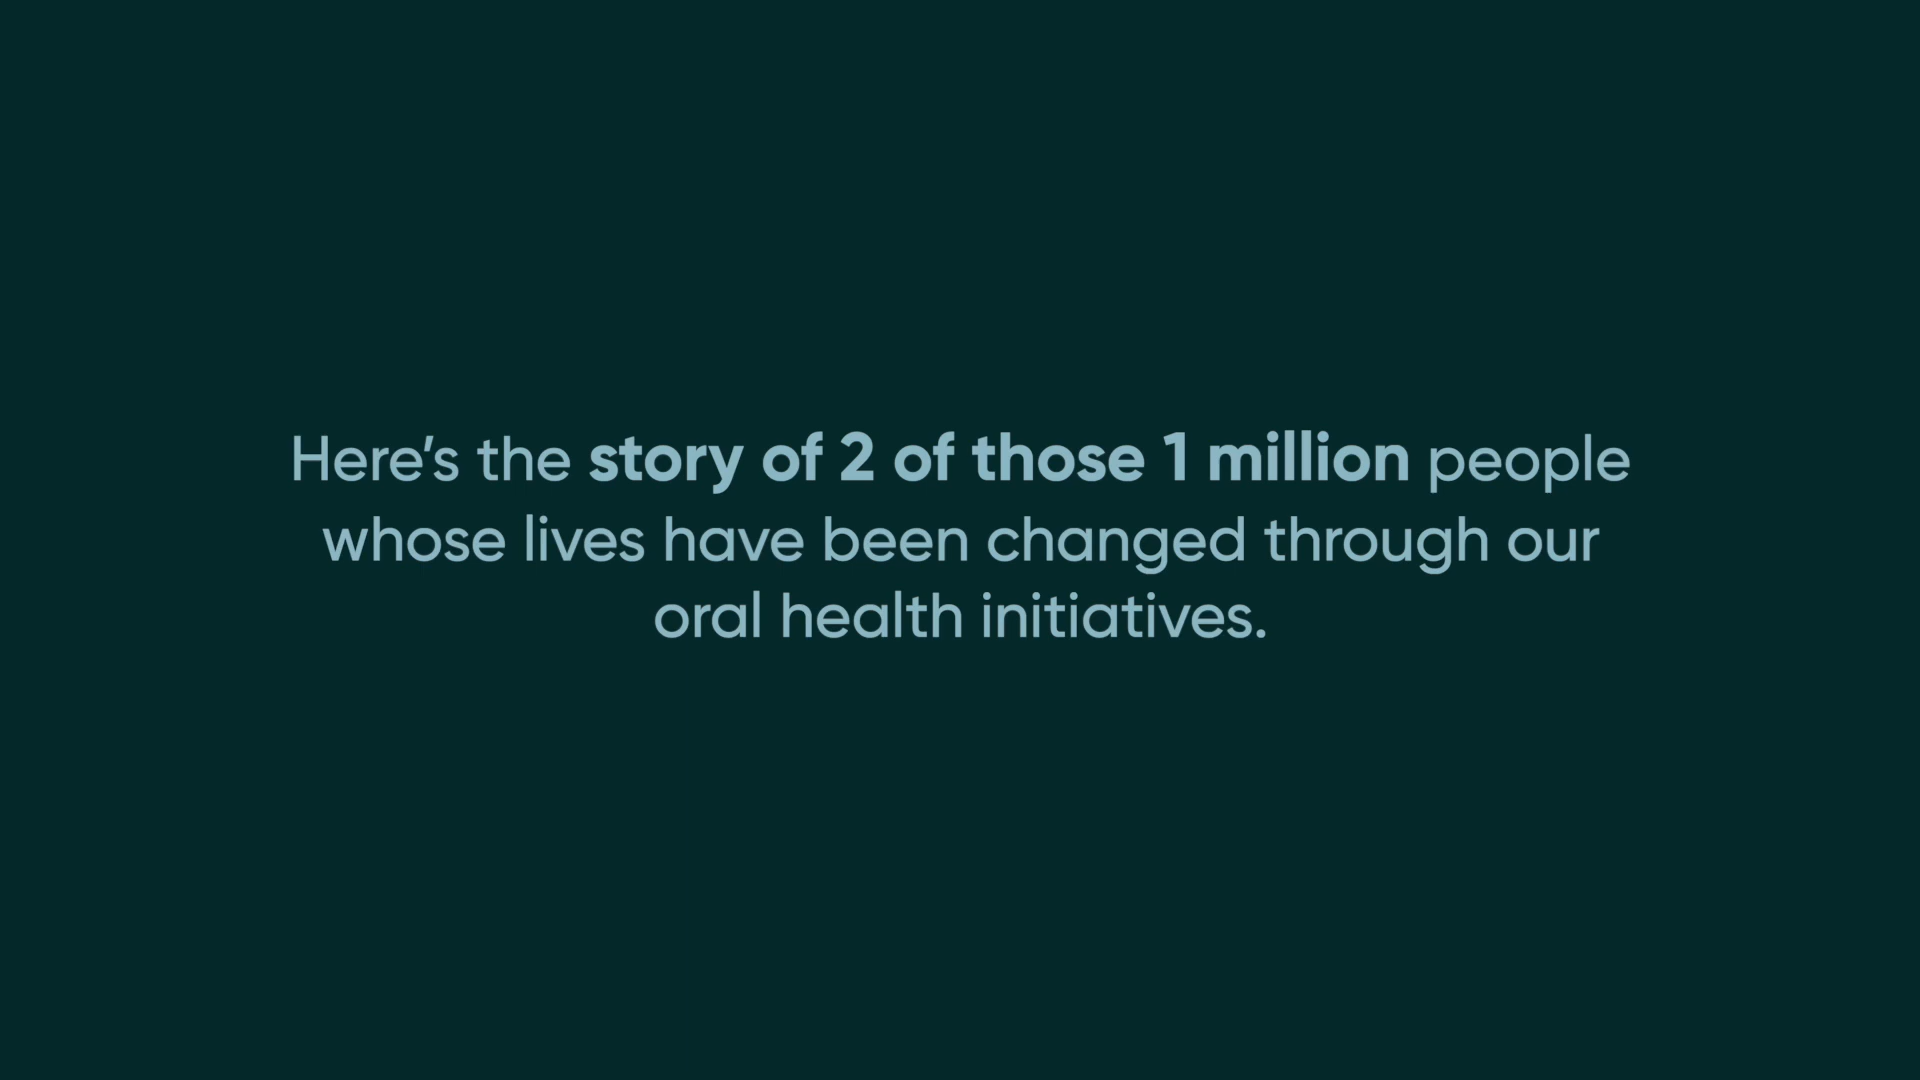 Here’s the story of 2 of those 1 million people
whose lives have been changed through our
oral health initiatives.